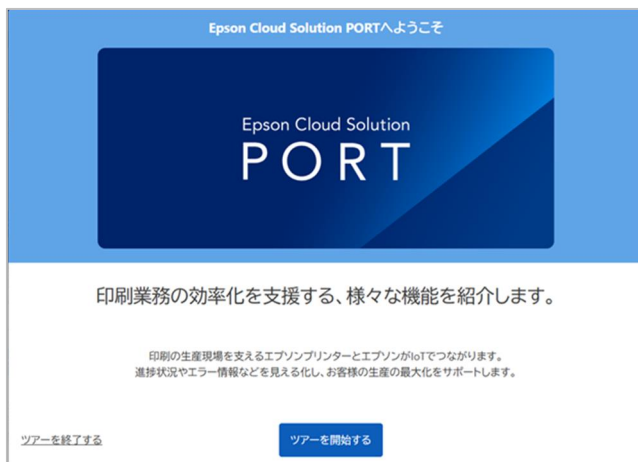 Epson Cloud Solution PORTへようこそ
Epson Cloud Solution
PORT
印刷業務の効率化を支援する、様々な機能を紹介します。
印刷の生産現場を支えるエプソンプリンターとエプソンがIoTでつながります。
進捗状況やエラー情報などを見える化し、お客様の生産の最大化をサポートします。
ツアーを終了する
ツアーを開始する